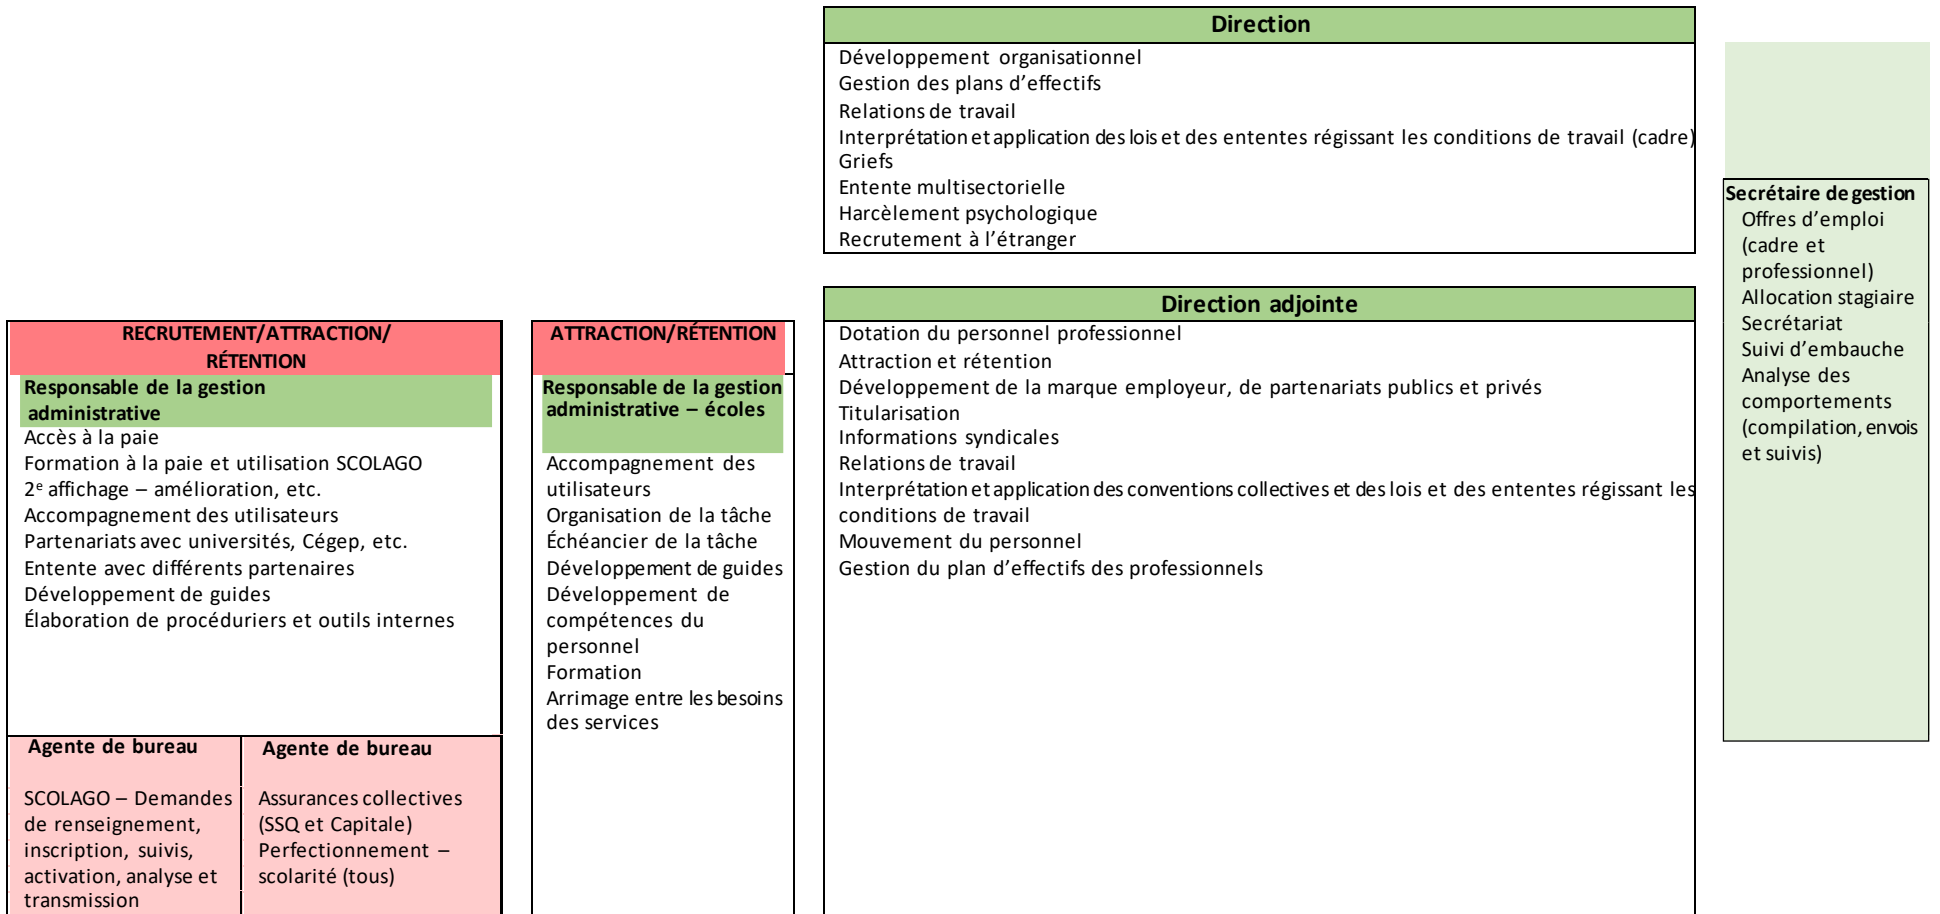 Direction
Développement organisationnel
Gestion des plans d’effectifs
Relations de travail
Interprétation et application des lois et des ententes régissant les conditions de travail (cadre)
Griefs
Entente multisectorielle
Harcèlement psychologique
Recrutement à l’étranger
Secrétaire de gestion
Offres d’emploi
(cadre et
professionnel)
Allocation stagiaire
Secrétariat
Suivi d’embauche
Analyse des
comportements
(compilation, envois
et suivis)
Direction adjointe
Dotation du personnel professionnel
Attraction et rétention
Développement de la marque employeur, de partenariats publics et privés
Titularisation
Informations syndicales
Relations de travail
Interprétation et application des conventions collectives et des lois et des ententes régissant les
conditions de travail
Mouvement du personnel
Gestion du plan d’effectifs des professionnels
RECRUTEMENT/ATTRACTION/
RÉTENTION
Responsable de la gestion
administrative
Accès à la paie
Formation à la paie et utilisation SCOLAGO
2e affichage – amélioration, etc.
Accompagnement des utilisateurs
Partenariats avec universités, Cégep, etc.
Entente avec différents partenaires
Développement de guides
Élaboration de procéduriers et outils internes
Agente de bureau
SCOLAGO – Demandes
de renseignement,
inscription, suivis,
activation, analyse et
transmission
Agente de bureau
Assurances collectives
(SSQ et Capitale)
Perfectionnement –
scolarité (tous)
ATTRACTION/RÉTENTION
Responsable de la gestion
administrative – écoles
Accompagnement des
utilisateurs
Organisation de la tâche
Échéancier de la tâche
Développement de guides
Développement de
compétences du
personnel
Formation
Arrimage entre les besoins
des services